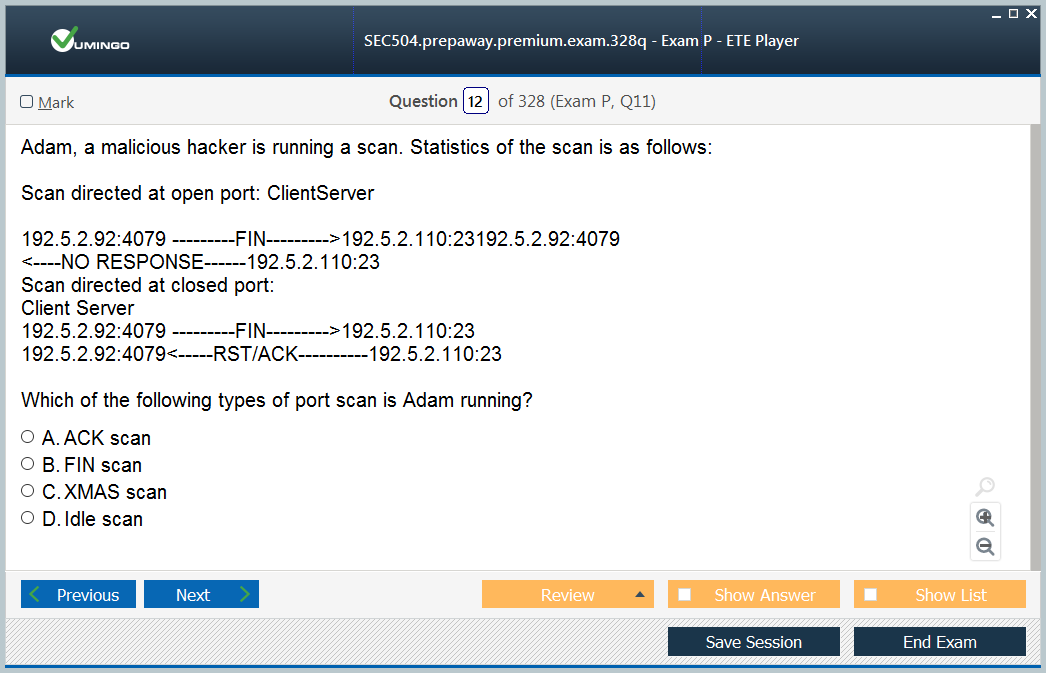 VUMINGO
SEC504.prepaway.premium.exam.328q - Exam P - ETE Player
Mark
Question 12 of 328 (Exam P, Q11)
Adam, a malicious hacker is running a scan. Statistics of the scan is as follows:
Scan directed at open port: ClientServer
192.5.2.92:4079 ---------FIN--------->192.5.2.110:23192.5.2.92:4079
<----NO RESPONSE------192.5.2.110:23
Scan directed at closed port:
Client Server
192.5.2.92:4079 ---------FIN--------->192.5.2.110:23
192.5.2.92:4079<-----RST/ACK----------192.5.2.110:23
Which of the following types of port scan is Adam running?
A. ACK scan
B. FIN scan
C. XMAS scan
D. Idle scan
Previous
Next
Review
Show Answer
Show List
Save Session
End Exam